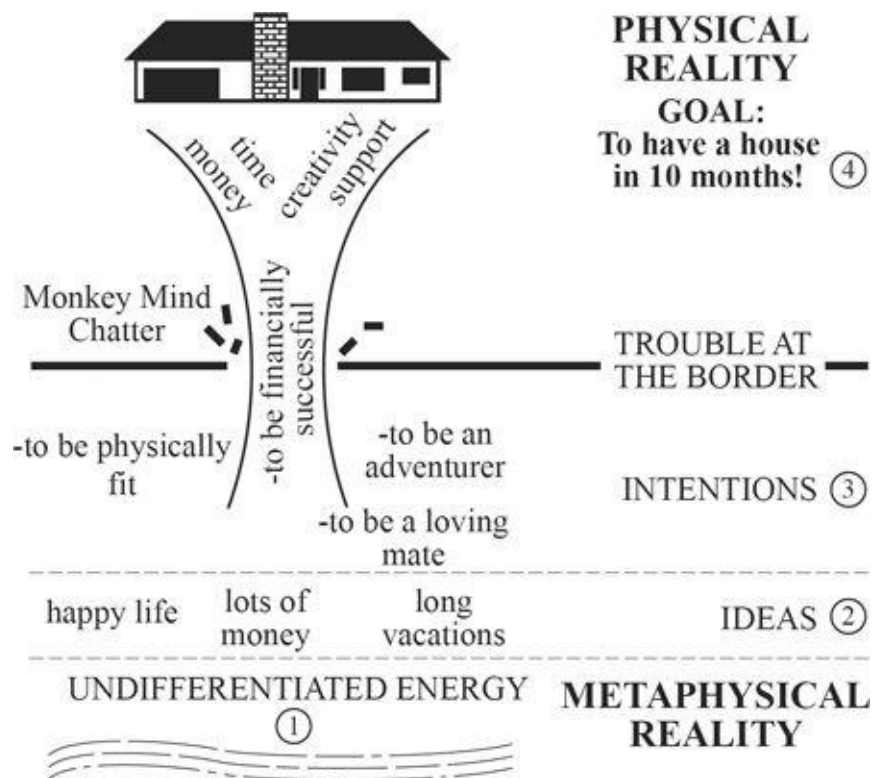 PHYSICAL
REALITY
GOAL:
To have a house
in 10 months!
4
money
time
creativity
support
Monkey Mind
Chatter
-to be financially
successful
TROUBLE AT
THE BORDER
-to be physically
fit
-to be an
adventurer
-to be a loving
mate
INTENTIONS 3
happy life
lots of
money
long
vacations
IDEAS 2
UNDIFFERENTIATED ENERGY
1
METAPHYSICAL
REALITY